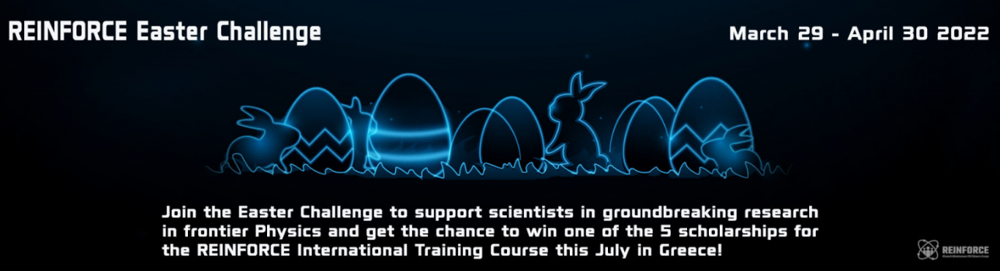 REINFORCE Easter Challenge
March 29 - April 30 2022
Join the Easter Challenge to support scientists in groundbreaking research
in frontier Physics and get the chance to win one of the 5 scholarships for
the REINFORCE International Training Course this July in Greece!
REINFORCE